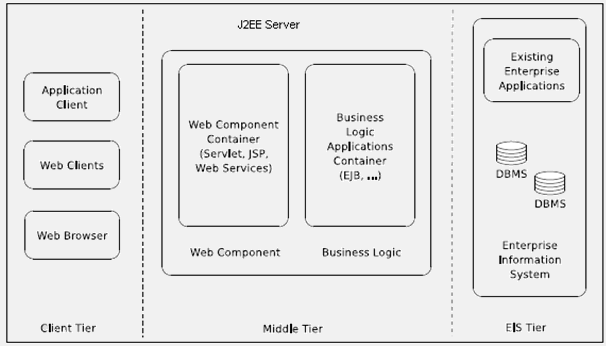 J2EE Server
Application
Client
Web Clients
Web Browser
Client Tier
Web Component
Container
(Servlet, JSP,
Web Services)
Business
Logic
Applications
Container
(EJB, ...)
Web Component
Business Logic
Middle Tier
Existing
Enterprise
Applications
DBMS
DBMS
Enterprise
Information
System
EIS Tier